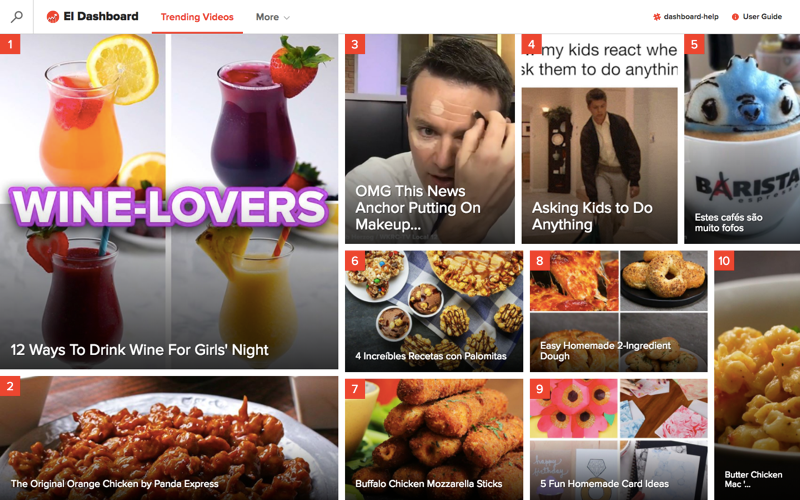 El Dashboard
Trending Videos
More
dashboard-help
User Guide
1
WINE-LOVERS
12 Ways To Drink Wine For Girls' Night
2
The Original Orange Chicken by Panda Express
3
OMG This News
Anchor Putting On
Makeup...
4
my kids react whe
sk them to do anythin
Asking Kids to Do
Anything
5
BARISTA
espresso
Estes cafés são
muito fofos
6
4 Increíbles Recetas con Palomitas
7
Buffalo Chicken Mozzarella Sticks
8
Easy Homemade 2-Ingredient
Dough
9
happy
birthday
5 Fun Homemade Card Ideas
10
Butter Chicken
Mac '...